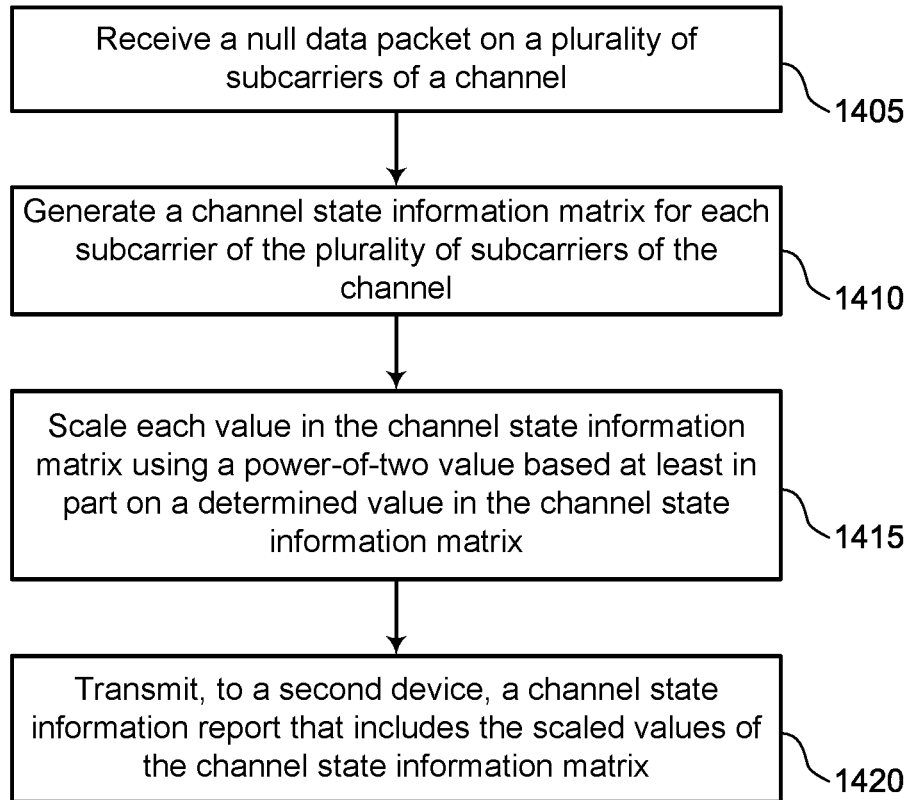 Receive a null data packet on a plurality of
subcarriers of a channel
1405
Generate a channel state information matrix for each
subcarrier of the plurality of subcarriers of the
channel
1410
Scale each value in the channel state information
matrix using a power-of-two value based at least in
part on a determined value in the channel state
information matrix
1415
Transmit, to a second device, a channel state
information report that includes the scaled values of
the channel state information matrix
1420